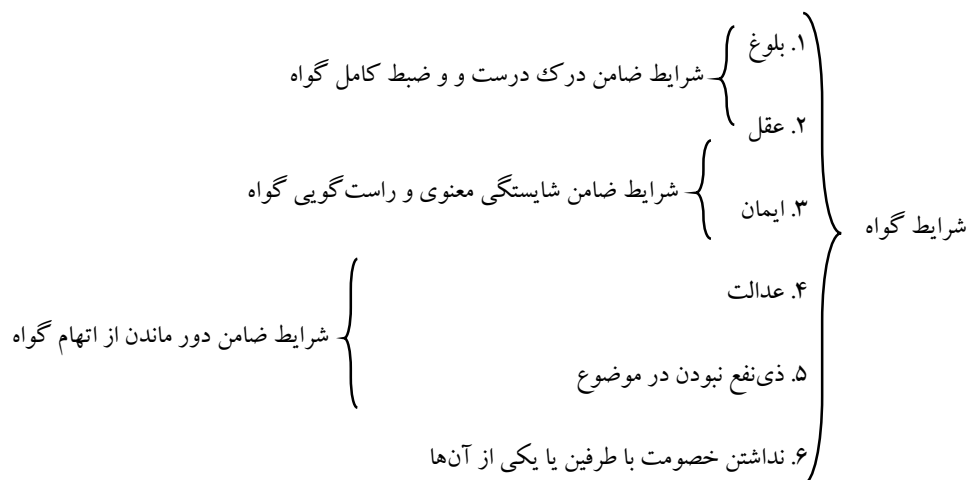 شرایط گواه
۱. بلوغ
شرایط ضامن درك درست و و ضبط کامل گواه
۲. عقل
شرایط ضامن شایستگی معنوی و راست‌گویی گواه
۳. ایمان
۴. عدالت
شرایط ضامن دور ماندن از اتهام گواه
۵. ذی‌نفع نبودن در موضوع
۶. نداشتن خصومت با طرفین یا یکی از آن‌ها